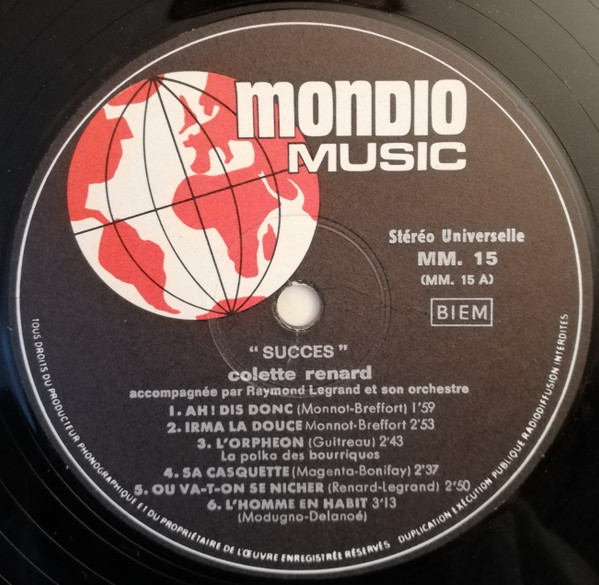 MONDIO
MUSIC
Stéréo Universelle
MM. 15
(MM. 15 A)
BIEM
"SUCCES"
colette renard
accompagnée par Raymond Legrand et son orchestre
1. AH! DIS DONC (Monnot-Breffort) 1'59
2. IRMA LA DOUCE Monnot-Breffort 2'53
3. L'ORPHEON (Guitreau) 2'43
La polka des bourriques
4. SA CASQUETTE (Magenta-Bonifay) 2'37
5. OU VA-T-ON SE NICHER (Renard-Legrand) 2'50
6. L'HOMME EN HABIT 3'13
(Modugno-Delanoé)
TOUS DROITS DU PRODUCTEUR PHONOGRAPHIQUE ET DU PROPRIÉTAIRE DE L'ŒUVRE ENREGISTRÉE RÉSERVÉS DUPLICATION EXÉCUTION PUBLIQUE RADIODIFFUSION INTERDITES